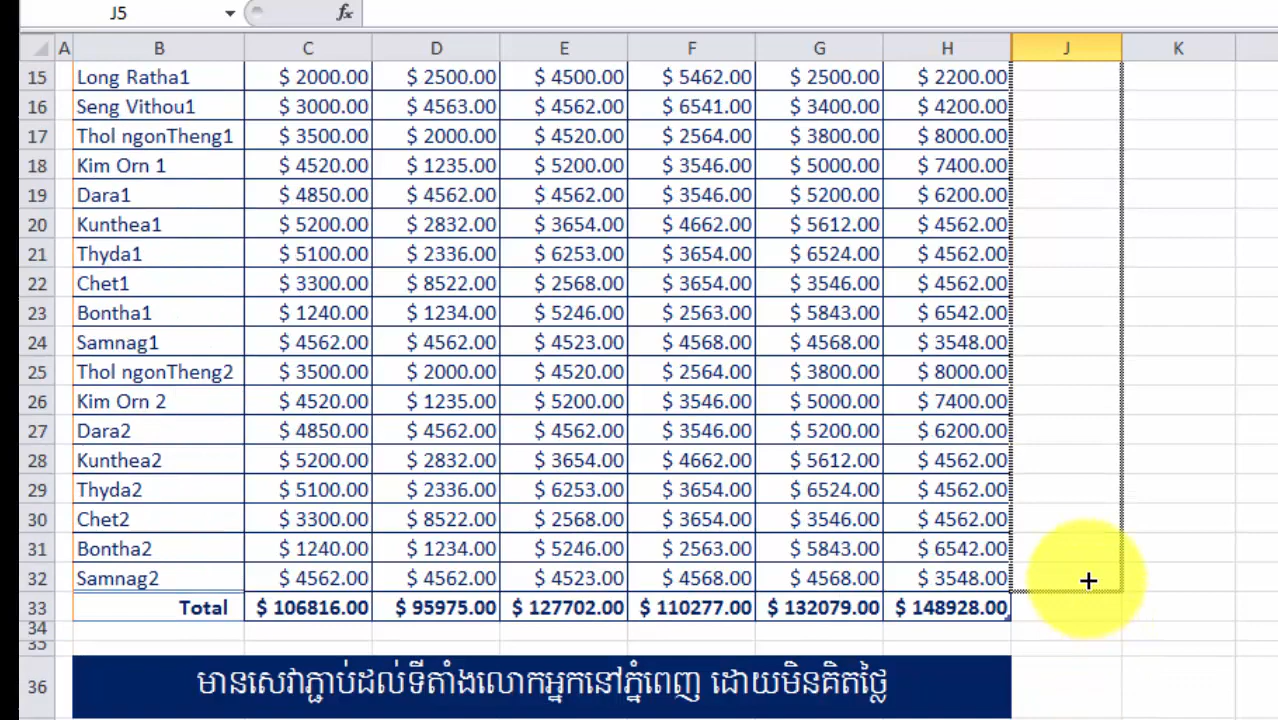 J5 fx
A B C D E F G H J K
15 Long Ratha1 $ 2000.00 $ 2500.00 $ 4500.00 $ 5462.00 $ 2500.00 $ 2200.00
16 Seng Vithou1 $ 3000.00 $ 4563.00 $ 4562.00 $ 6541.00 $ 3400.00 $ 4200.00
17 Thol ngonTheng1 $ 3500.00 $ 2000.00 $ 4520.00 $ 2564.00 $ 3800.00 $ 8000.00
18 Kim Orn 1 $ 4520.00 $ 1235.00 $ 5200.00 $ 3546.00 $ 5000.00 $ 7400.00
19 Dara1 $ 4850.00 $ 4562.00 $ 4562.00 $ 3546.00 $ 5200.00 $ 6200.00
20 Kunthea1 $ 5200.00 $ 2832.00 $ 3654.00 $ 4662.00 $ 5612.00 $ 4562.00
21 Thyda1 $ 5100.00 $ 2336.00 $ 6253.00 $ 3654.00 $ 6524.00 $ 4562.00
22 Chet1 $ 3300.00 $ 8522.00 $ 2568.00 $ 3654.00 $ 3546.00 $ 4562.00
23 Bontha1 $ 1240.00 $ 1234.00 $ 5246.00 $ 2563.00 $ 5843.00 $ 6542.00
24 Samnag1 $ 4562.00 $ 4562.00 $ 4523.00 $ 4568.00 $ 4568.00 $ 3548.00
25 Thol ngonTheng2 $ 3500.00 $ 2000.00 $ 4520.00 $ 2564.00 $ 3800.00 $ 8000.00
26 Kim Orn 2 $ 4520.00 $ 1235.00 $ 5200.00 $ 3546.00 $ 5000.00 $ 7400.00
27 Dara2 $ 4850.00 $ 4562.00 $ 4562.00 $ 3546.00 $ 5200.00 $ 6200.00
28 Kunthea2 $ 5200.00 $ 2832.00 $ 3654.00 $ 4662.00 $ 5612.00 $ 4562.00
29 Thyda2 $ 5100.00 $ 2336.00 $ 6253.00 $ 3654.00 $ 6524.00 $ 4562.00
30 Chet2 $ 3300.00 $ 8522.00 $ 2568.00 $ 3654.00 $ 3546.00 $ 4562.00
31 Bontha2 $ 1240.00 $ 1234.00 $ 5246.00 $ 2563.00 $ 5843.00 $ 6542.00
32 Samnag2 $ 4562.00 $ 4562.00 $ 4523.00 $ 4568.00 $ 4568.00 $ 3548.00
33 Total $ 106816.00 $ 95975.00 $ 127702.00 $ 110277.00 $ 132079.00 $ 148928.00
34
35
36 មានសេវាភ្ជាប់ដល់ទីតាំងលោកអ្នកនៅភ្នំពេញ ដោយមិនគិតថ្លៃ